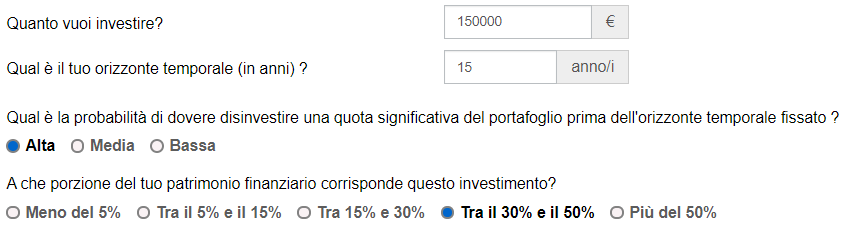 Quanto vuoi investire? 150000 €
Qual è il tuo orizzonte temporale (in anni) ? 15 anno/i
Qual è la probabilità di dovere disinvestire una quota significativa del portafoglio prima dell'orizzonte temporale fissato ?
Alta Media Bassa
A che porzione del tuo patrimonio finanziario corrisponde questo investimento?
Meno del 5% Tra il 5% e il 15% Tra 15% e 30% Tra il 30% e il 50% Più del 50%